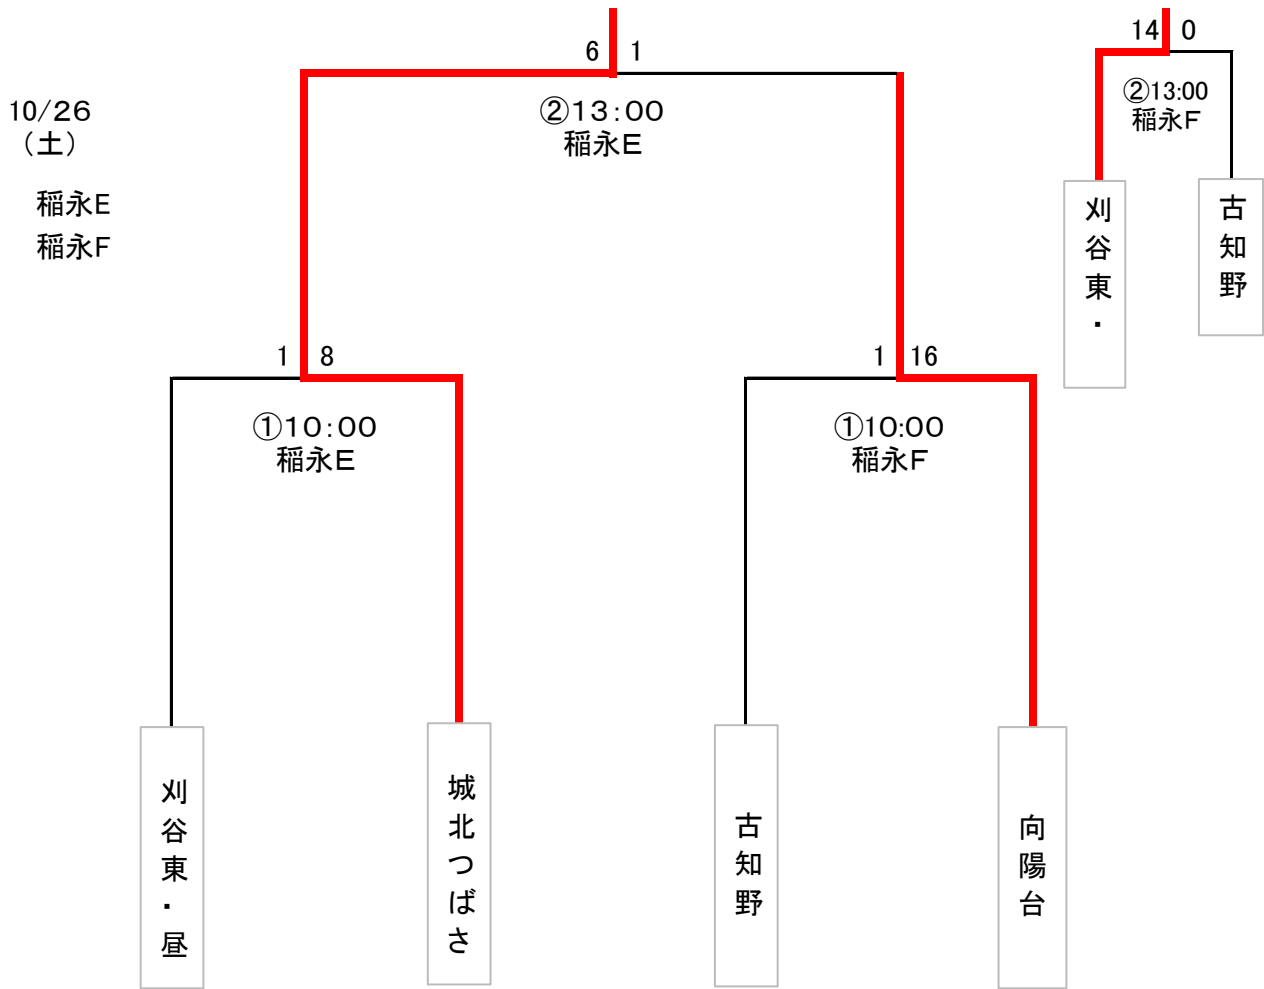 14 0
6 1
②13:00
稲永F
10/26
（土）
②13:00
稲永E
稲永E
稲永F
刈谷東・
古知野
1 8
1 16
①10:00
稲永E
①10:00
稲永F
刈谷東・昼
城北つばさ
古知野
向陽台